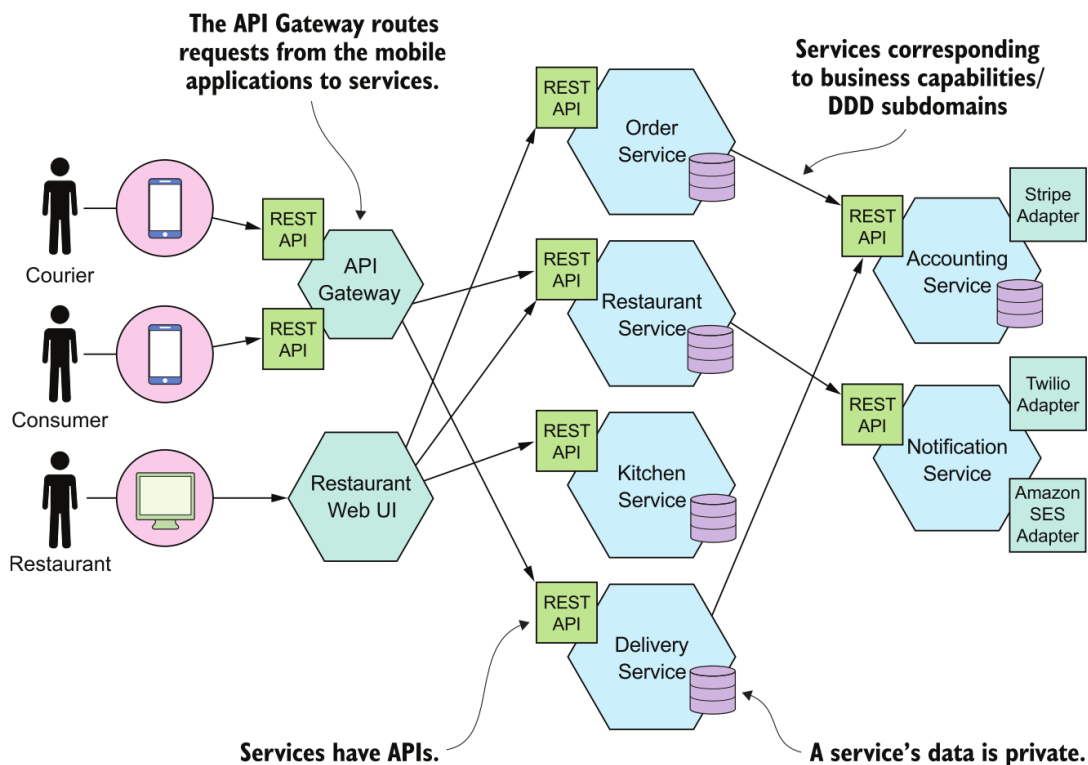 The API Gateway routes
requests from the mobile
applications to services.
Services corresponding
to business capabilities/
DDD subdomains
REST
API
Order
Service
Stripe
Adapter
REST
API
Accounting
Service
Courier
REST
API
API
Gateway
REST
API
REST
API
Restaurant
Service
Consumer
Twilio
Adapter
REST
API
Notification
Service
Amazon
SES
Adapter
Restaurant
Restaurant
Web UI
REST
API
Kitchen
Service
REST
API
Delivery
Service
Services have APIs.
A service's data is private.